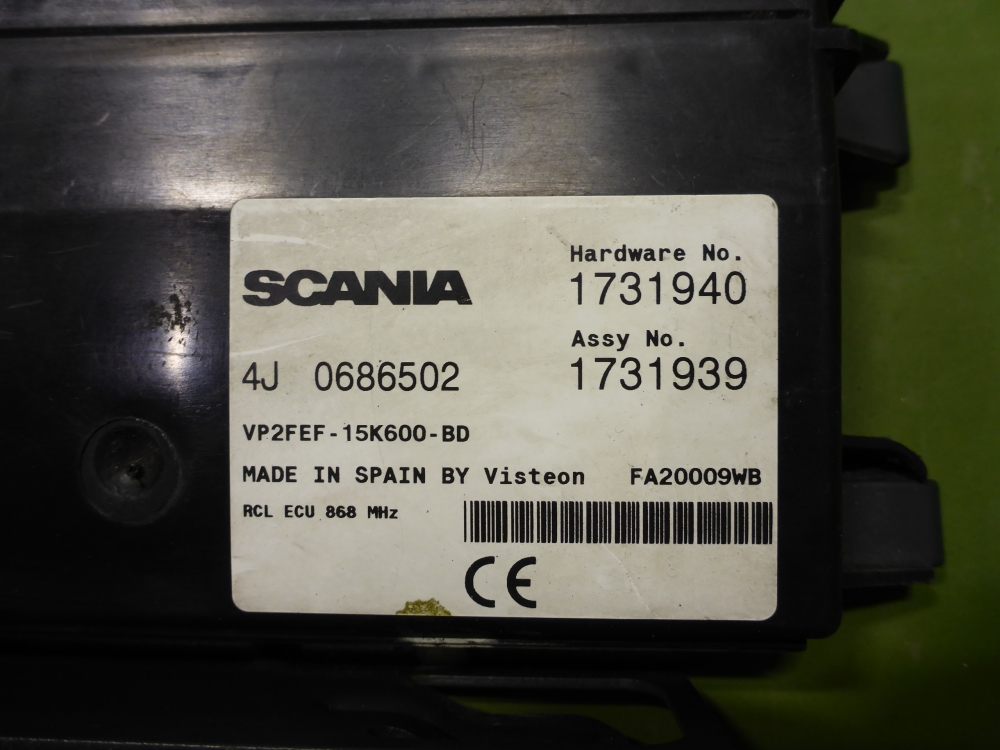 SCANIA
Hardware No.
1731940
Assy No.
4J 0686502
1731939
VP2FEF-15K600-BD
MADE IN SPAIN BY Visteon FA20009WB
RCL ECU 868 MHz
CE